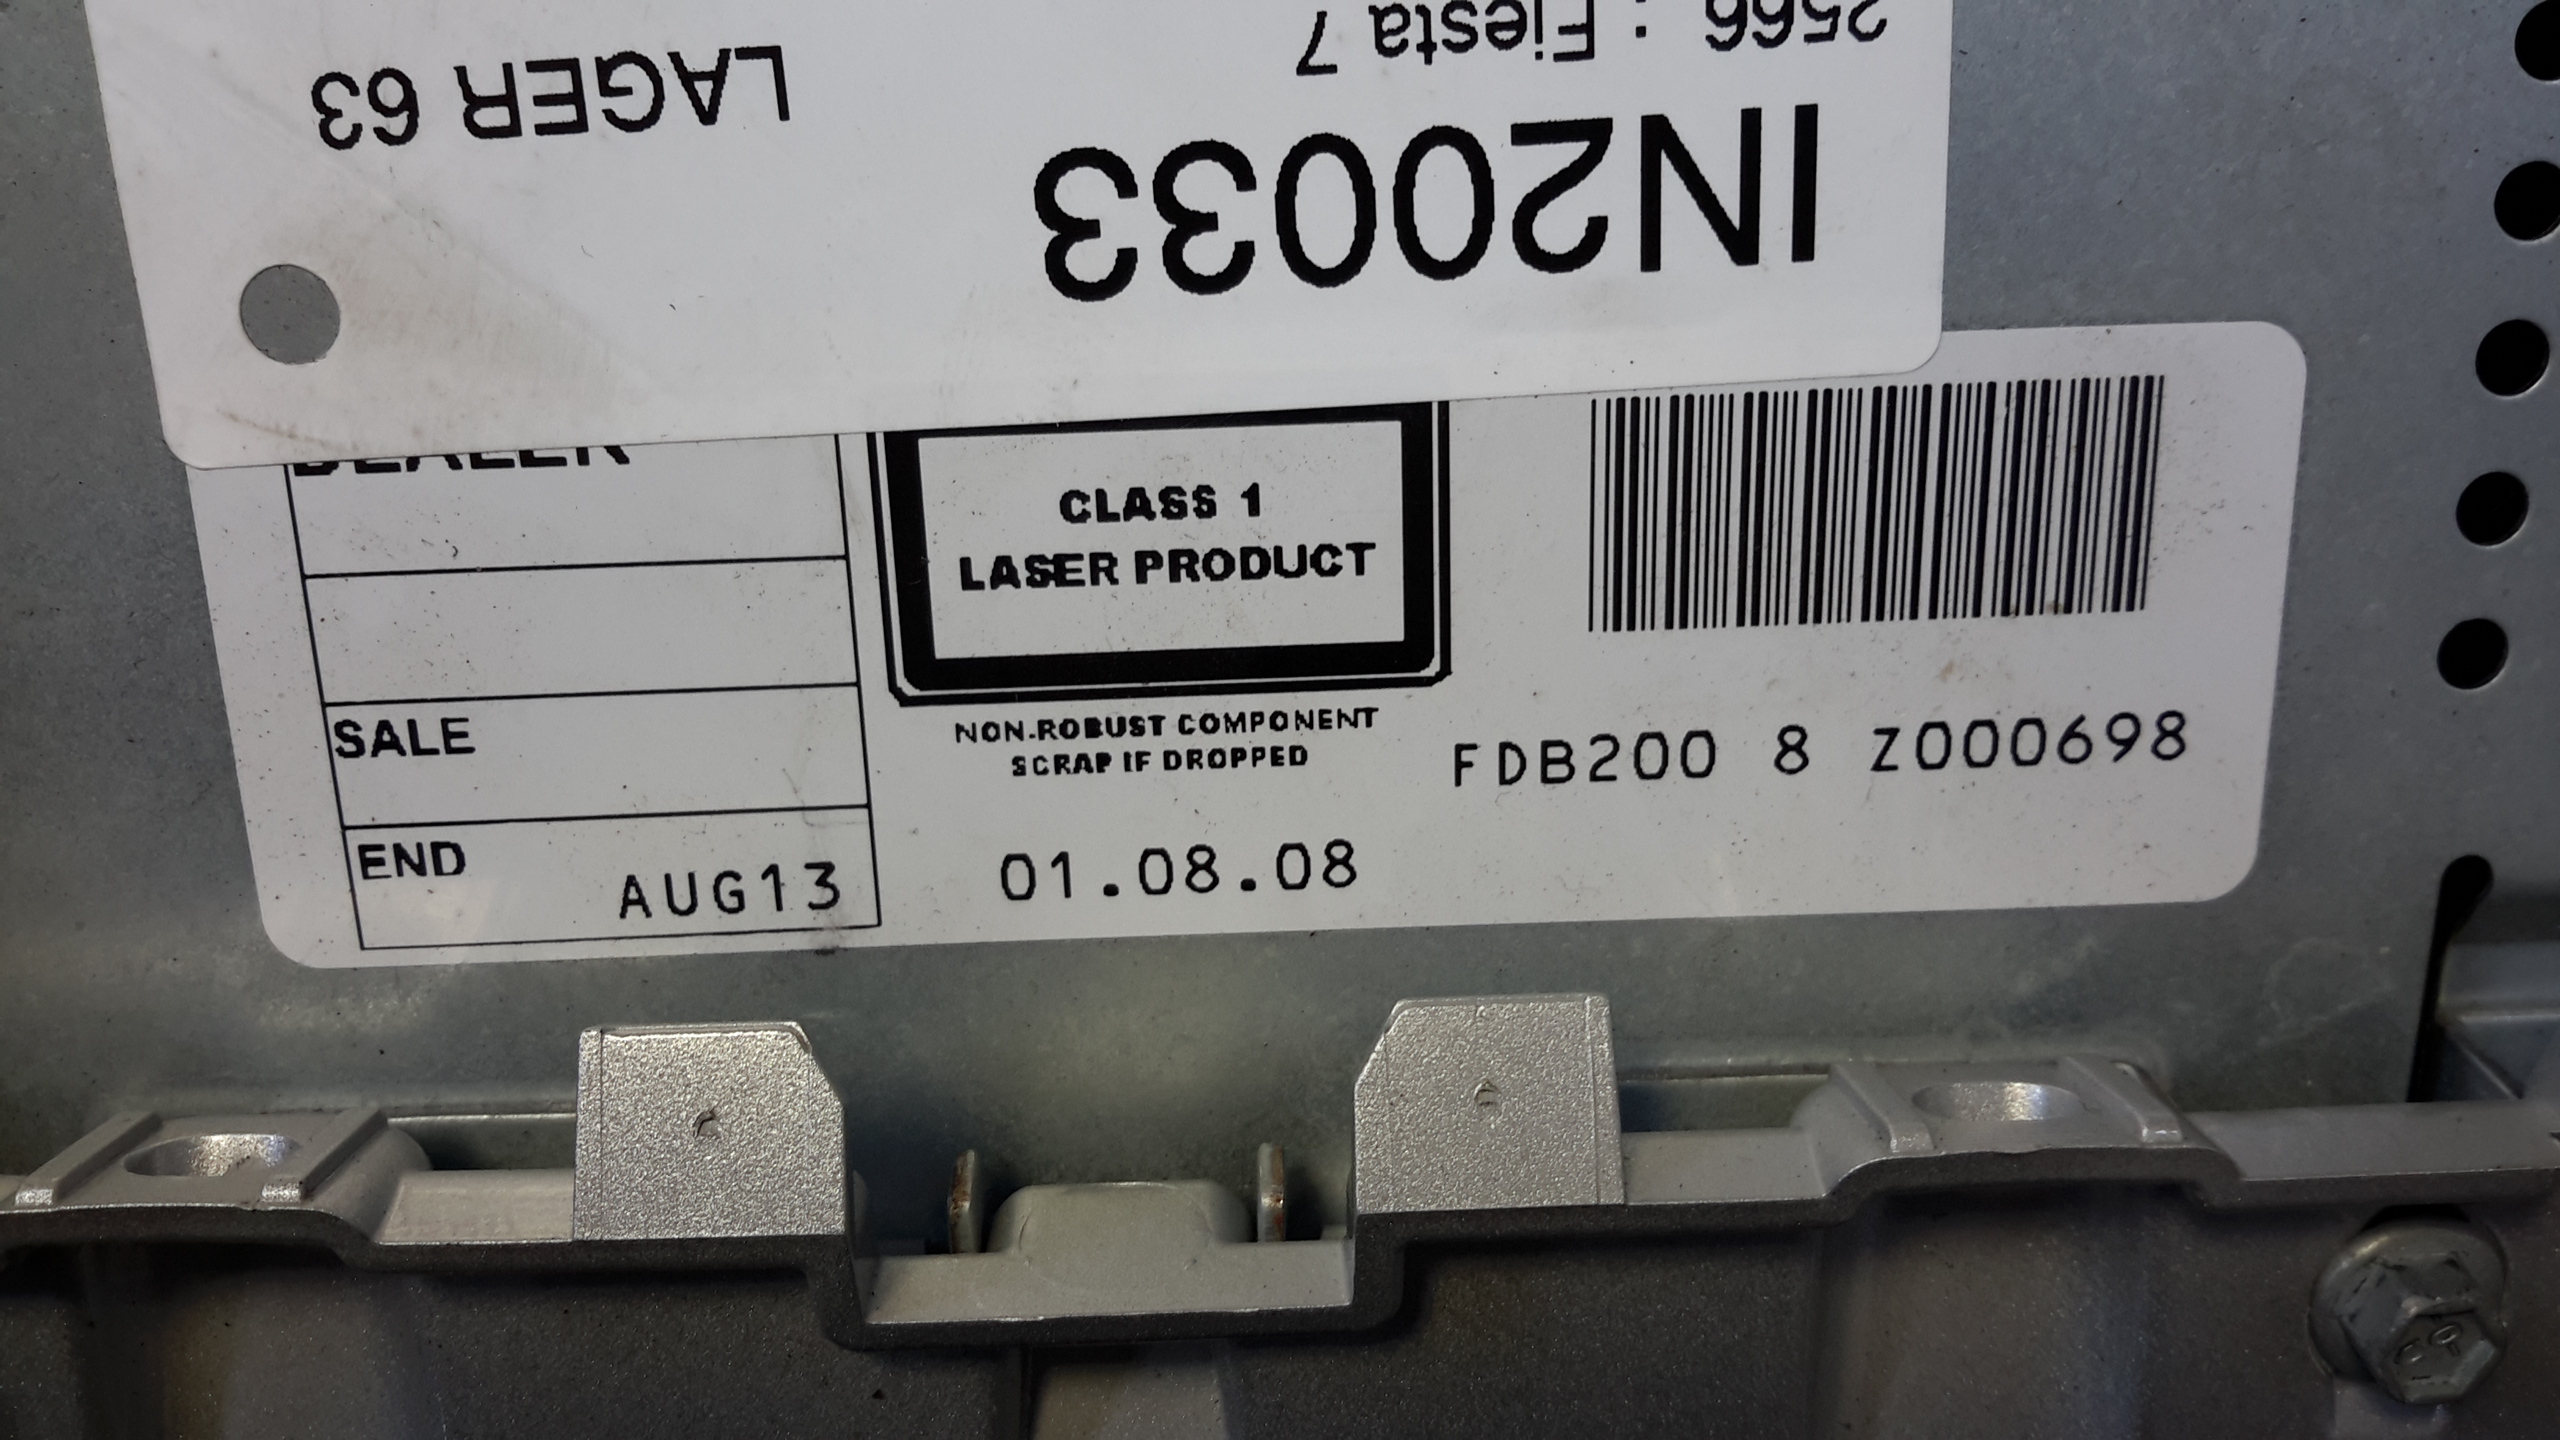 IN20033
2566 : Fiesta 7
LAGER 63
DEALER
SALE
END AUG13
CLASS 1
LASER PRODUCT
NON-ROBUST COMPONENT
SCRAP IF DROPPED
01.08.08
FDB200 8 Z000698